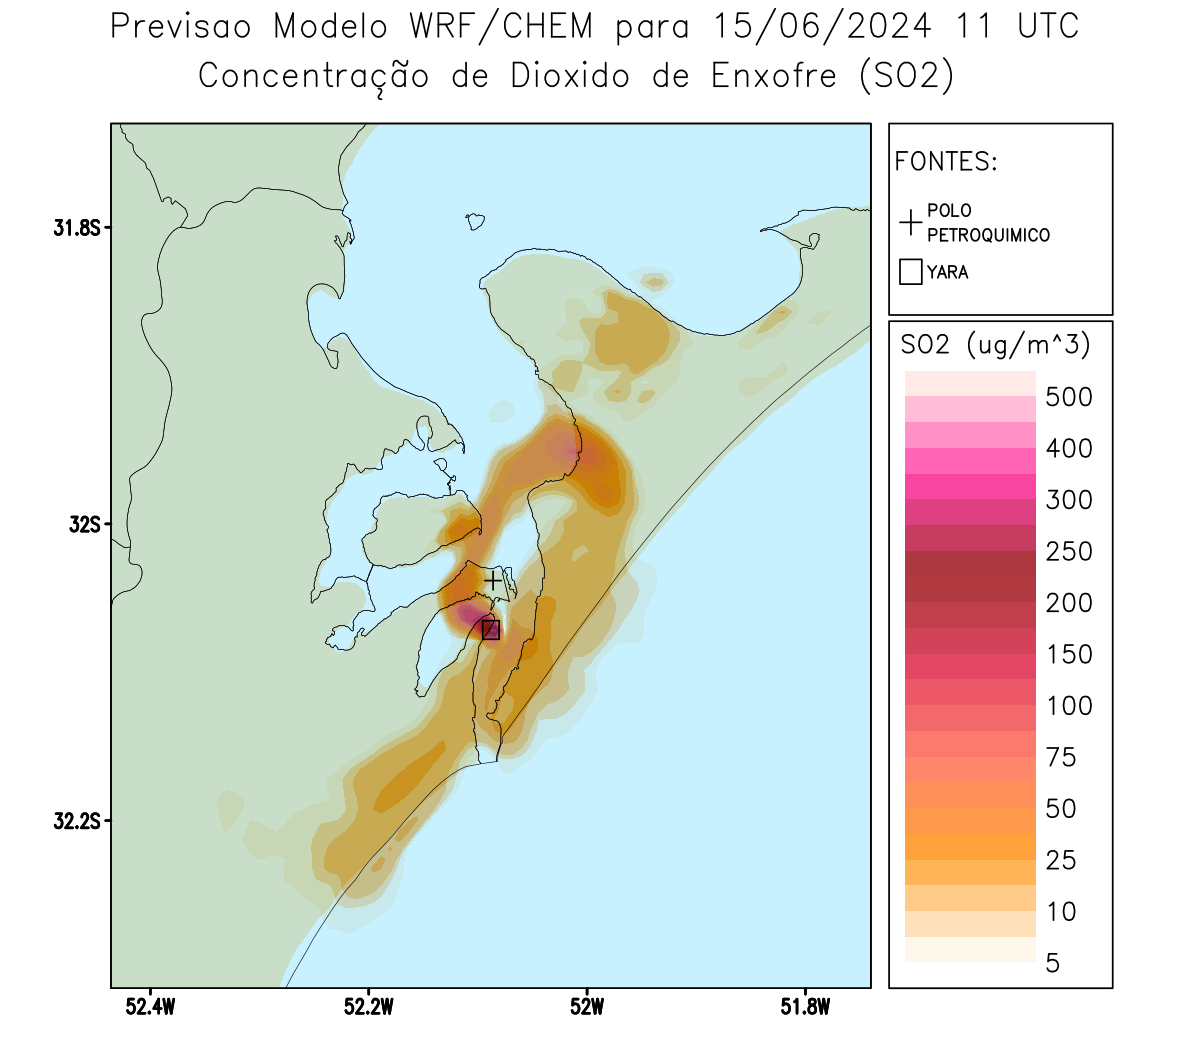 Previsao Modelo WRF/CHEM para 15/06/2024 11 UTC
Concentração de Dioxido de Enxofre (SO2)
FONTES:
POLO
PETROQUIMICO
YARA
SO2 (ug/m^3)
500
400
300
250
200
150
100
75
50
25
10
5
31.8S
32S
32.2S
52.4W
52.2W
52W
51.8W